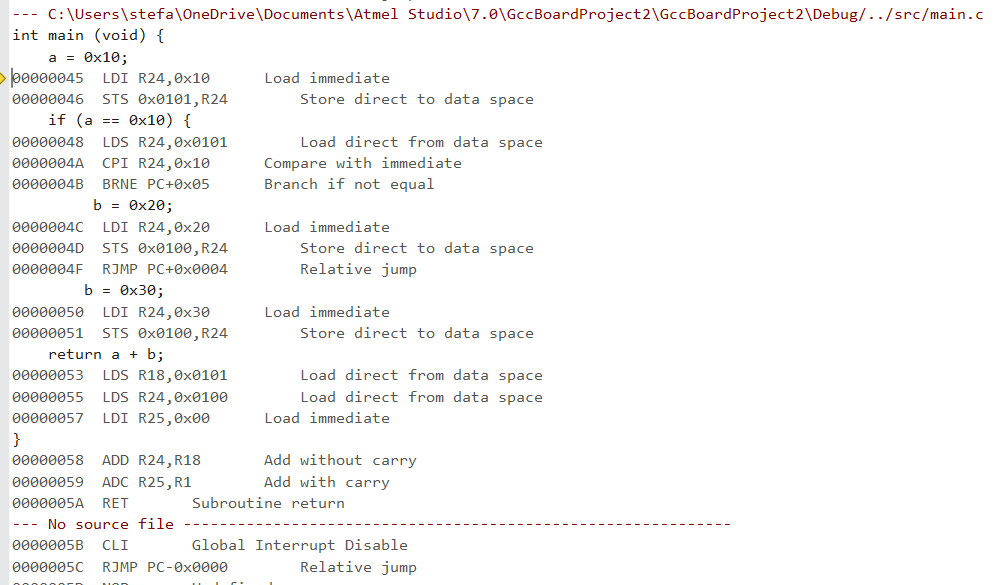 --- C:\Users\stefa\OneDrive\Documents\Atmel Studio\7.0\GccBoardProject2\GccBoardProject2\Debug/../src/main.c
int main (void) {
    a = 0x10;
00000045  LDI R24,0x10      Load immediate
00000046  STS 0x0101,R24        Store direct to data space
    if (a == 0x10) {
00000048  LDS R24,0x0101        Load direct from data space
0000004A  CPI R24,0x10      Compare with immediate
0000004B  BRNE PC+0x05      Branch if not equal
         b = 0x20;
0000004C  LDI R24,0x20      Load immediate
0000004D  STS 0x0100,R24        Store direct to data space
0000004F  RJMP PC+0x0004        Relative jump
        b = 0x30;
00000050  LDI R24,0x30      Load immediate
00000051  STS 0x0100,R24        Store direct to data space
    return a + b;
00000053  LDS R18,0x0101        Load direct from data space
00000055  LDS R24,0x0100        Load direct from data space
00000057  LDI R25,0x00      Load immediate
}
00000058  ADD R24,R18       Add without carry
00000059  ADC R25,R1        Add with carry
0000005A  RET       Subroutine return
--- No source file -------------------------------------------------------------
0000005B  CLI       Global Interrupt Disable
0000005C  RJMP PC-0x0000        Relative jump